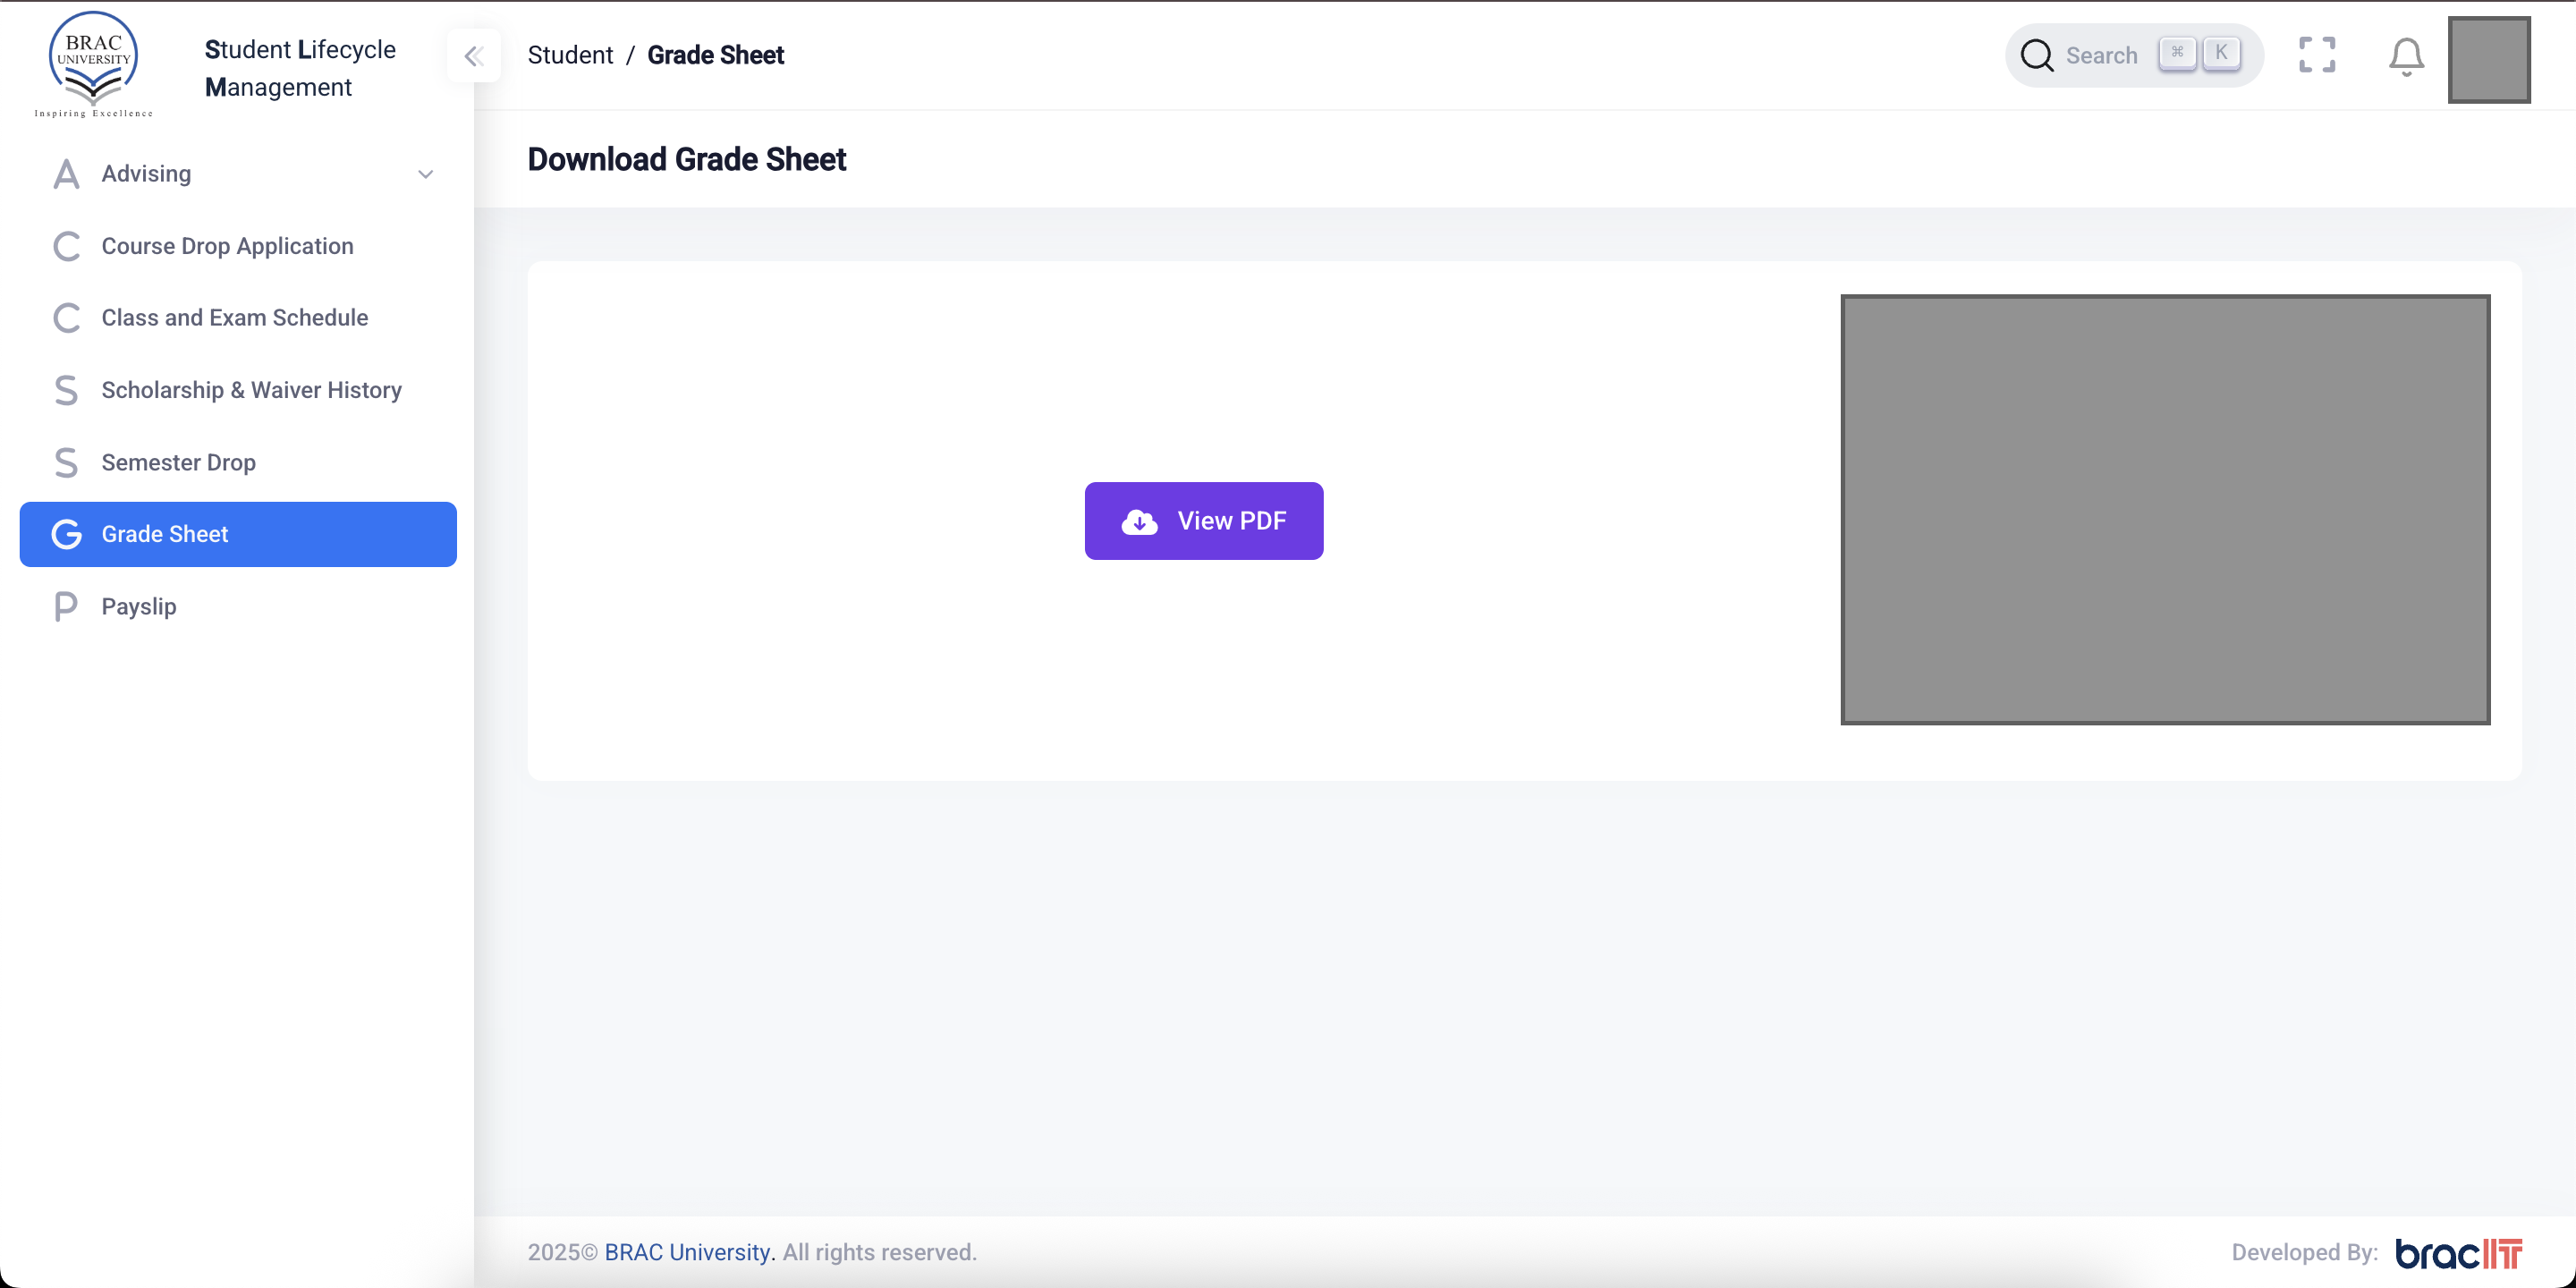 BRAC
UNIVERSITY
Inspiring Excellence
Student Lifecycle
Management
Student / Grade Sheet
Search ⌘ K
Download Grade Sheet
A Advising
C Course Drop Application
C Class and Exam Schedule
S Scholarship & Waiver History
S Semester Drop
G Grade Sheet
P Payslip
View PDF
2025© BRAC University. All rights reserved.
Developed By: bracIIT